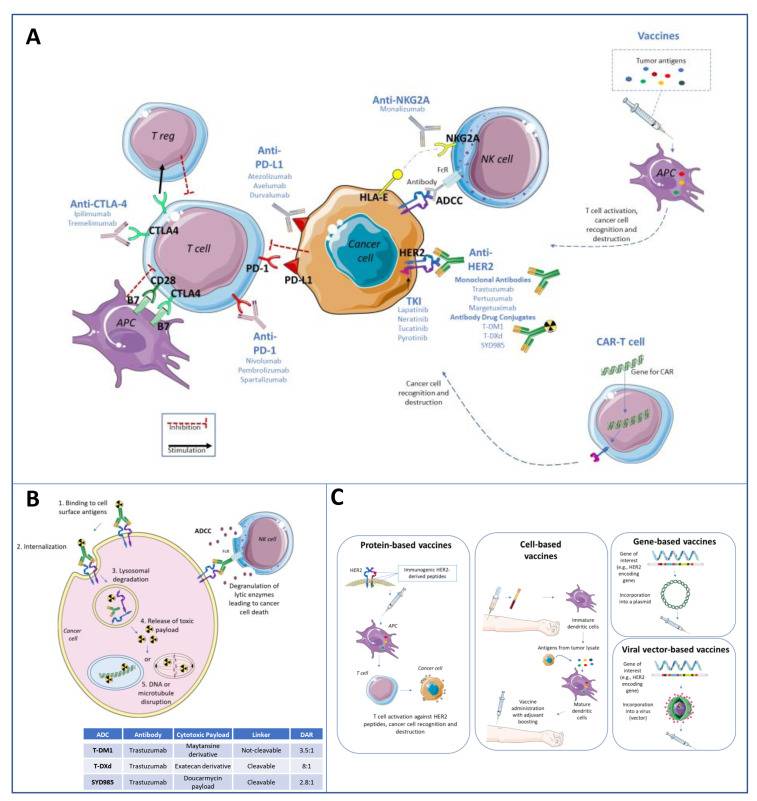 A
Vaccines
Tumor antigens
APC
T cell activation,
cancer cell
recognition and
destruction
T reg
Anti-CTLA-4
Ipilimumab
Tremelimumab
CTLA4
T cell
CD28
CTLA4
B7
B7
APC
PD-1
Anti-
PD-1
Nivolumab
Pembrolizumab
Spartalizumab
Anti-
PD-L1
Atezolizumab
Avelumab
Durvalumab
PD-L1
Cancer
cell
HLA-E
Anti-NKG2A
Monalizumab
NKG2A
NK cell
FcR
Antibody
ADCC
HER2
Anti-
HER2
Monoclonal Antibodies
Trastuzumab
Pertuzumab
Margetuximab
Antibody Drug Conjugates
T-DM1
T-DXd
SYD985
TKI
Lapatinib
Neratinib
Tucatinib
Pyrotinib
Cancer cell
recognition and
destruction
CAR-T cell
Gene for CAR
Inhibition
Stimulation
B
1. Binding to cell
surface antigens
2. Internalization
3. Lysosomal
degradation
4. Release of toxic
payload
or
5. DNA or
microtubule
disruption
Cancer
cell
ADCC
FcR
NK cell
Degranulation of
lytic enzymes
leading to cancer
cell death
ADC Antibody Cytotoxic Payload Linker DAR
T-DM1 Trastuzumab Maytansine derivative Not-cleavable 3.5:1
T-DXd Trastuzumab Exatecan derivative Cleavable 8:1
SYD985 Trastuzumab Doucarmycin payload Cleavable 2.8:1
C
Protein-based vaccines
HER2
Immunogenic HER2-
derived peptides
APC
T cell
Cancer cell
T cell activation against HER2
peptides, cancer cell recognition and
destruction
Cell-based
vaccines
Immature
dendritic cells
Antigens from tumor lysate
Mature
dendritic
cells
Vaccine
administration
with adjuvant
boosting
Gene-based vaccines
Gene of
interest
(e.g., HER2
encoding
gene)
Incorporation
into a plasmid
Viral vector-based vaccines
Gene of
interest
(e.g., HER2
encoding
gene)
Incorporation
into a virus
(vector)